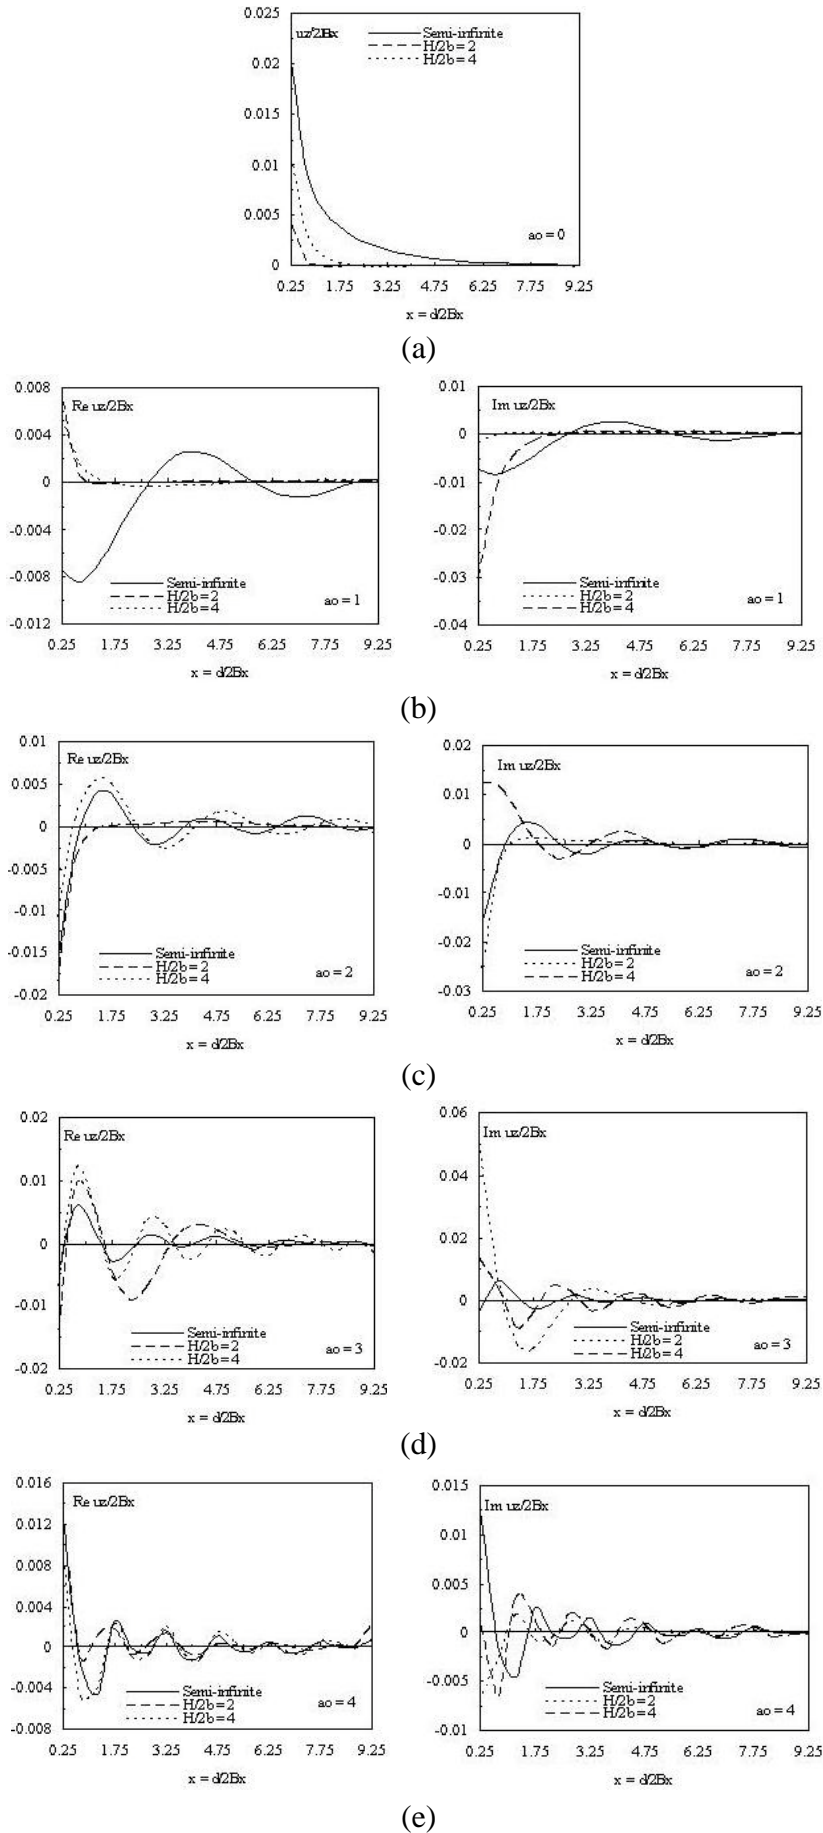 0.025
uz/2Bx
Semi-infinite
H/2b = 2
H/2b = 4
0.02
0.01
0.01
0.005
0
ao = 0
0.25 1.75 3.25 4.75 6.25 7.75 9.25
x = d/2Bx
(a)
0.008
Re uz/2Bx
0.004
0
-0.004
-0.008
-0.012
Semi-infinite
H/2b = 2
H/2b = 4
ao = 1
0.25 1.75 3.25 4.75 6.25 7.75 9.25
x = d/2Bx
0.01
Im uz/2Bx
0
-0.01
-0.02
-0.03
-0.04
Semi-infinite
H/2b = 2
H/2b = 4
ao = 1
0.25 1.75 3.25 4.75 6.25 7.75 9.25
x = d/2Bx
(b)
0.01
Re uz/2Bx
0.005
0
-0.005
-0.01
-0.015
-0.02
Semi-infinite
H/2b = 2
H/2b = 4
ao = 2
0.25 1.75 3.25 4.75 6.25 7.75 9.25
x = d/2Bx
0.02
Im uz/2Bx
0.01
0
-0.01
-0.02
-0.03
Semi-infinite
H/2b = 2
H/2b = 4
ao = 2
0.25 1.75 3.25 4.75 6.25 7.75 9.25
x = d/2Bx
(c)
0.02
Re uz/2Bx
0.01
0
-0.01
-0.02
Semi-infinite
H/2b = 2
H/2b = 4
ao = 3
0.25 1.75 3.25 4.75 6.25 7.75 9.25
x = d/2Bx
0.06
Im uz/2Bx
0.04
0.02
0
-0.02
Semi-infinite
H/2b = 2
H/2b = 4
ao = 3
0.25 1.75 3.25 4.75 6.25 7.75 9.25
x = d/2Bx
(d)
0.016
Re uz/2Bx
0.012
0.008
0.004
0
-0.004
-0.008
Semi-infinite
H/2b = 2
H/2b = 4
ao = 4
0.25 1.75 3.25 4.75 6.25 7.75 9.25
x = d/2Bx
0.015
Im uz/2Bx
0.01
0.005
0
-0.005
-0.01
Semi-infinite
H/2b = 2
H/2b = 4
ao = 4
0.25 1.75 3.25 4.75 6.25 7.75 9.25
x = d/2Bx
(e)